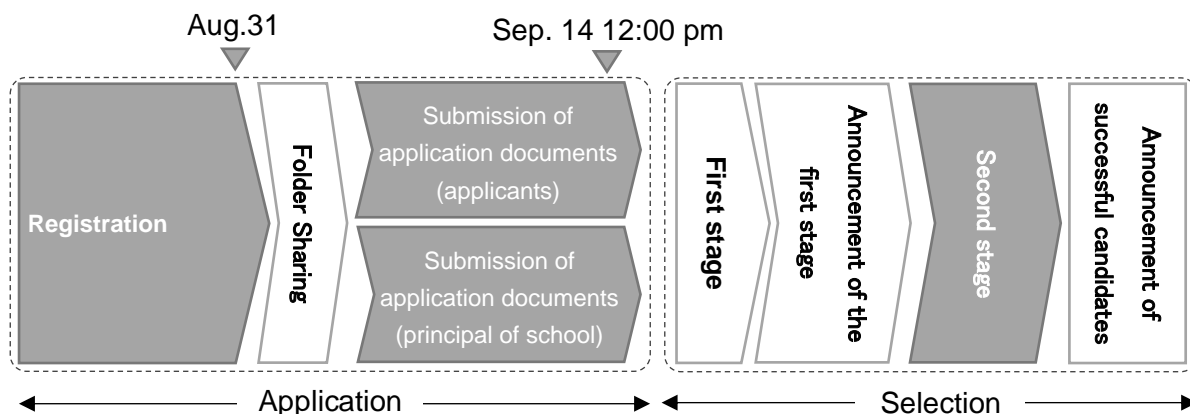 Aug.31
Sep. 14 12:00 pm
Registration
Folder Sharing
Submission of
application documents
(applicants)
Submission of
application documents
(principal of school)
First stage
Announcement of the
first stage
Second stage
Announcement of
successful candidates
Application
Selection